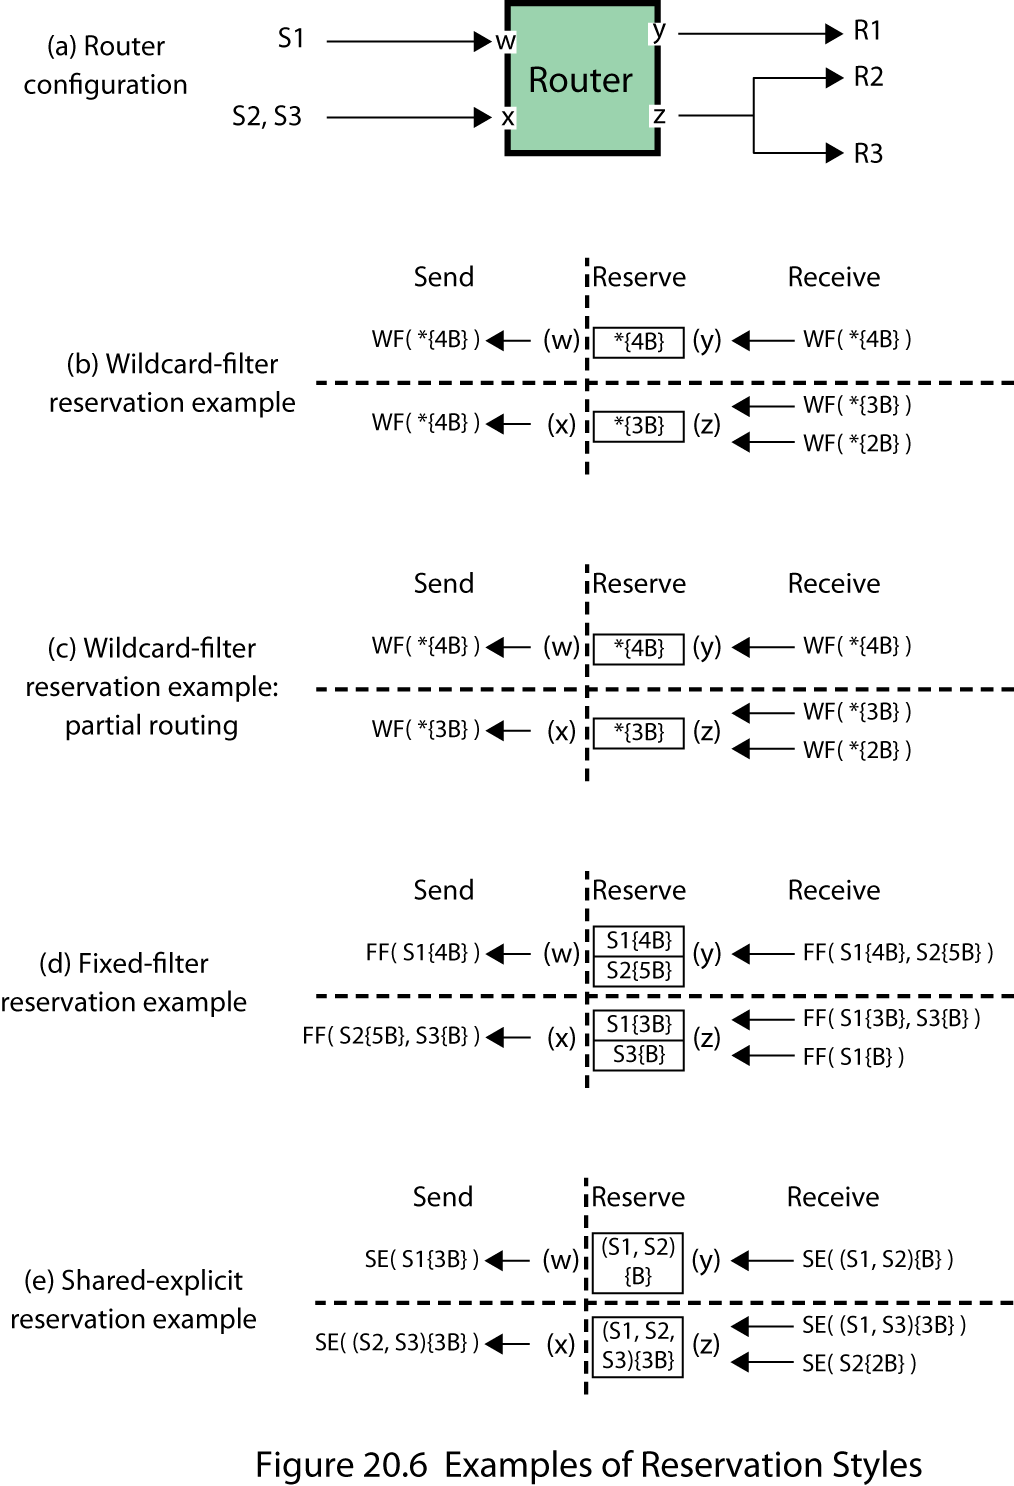 (a) Router
configuration
S1
S2, S3
w
x
Router
y
z
R1
R2
R3
(b) Wildcard-filter
reservation example
Send Reserve Receive
WF( *{4B} ) (w) *{4B} (y) WF( *{4B} )
WF( *{4B} ) (x) *{3B} (z) WF( *{3B} )
WF( *{2B} )
(c) Wildcard-filter
reservation example:
partial routing
Send Reserve Receive
WF( *{4B} ) (w) *{4B} (y) WF( *{4B} )
WF( *{3B} ) (x) *{3B} (z) WF( *{3B} )
WF( *{2B} )
(d) Fixed-filter
reservation example
Send Reserve Receive
FF( S1{4B} ) (w) S1{4B} (y) FF( S1{4B}, S2{5B} )
S2{5B}
FF( S2{5B}, S3{B} ) (x) S1{3B} (z) FF( S1{3B}, S3{B} )
S3{B} FF( S1{B} )
(e) Shared-explicit
reservation example
Send Reserve Receive
SE( S1{3B} ) (w) (S1, S2) (y) SE( (S1, S2){B} )
{B}
SE( (S2, S3){3B} ) (x) (S1, S2, (z) SE( (S1, S3){3B} )
S3){3B} SE( S2{2B} )
Figure 20.6 Examples of Reservation Styles